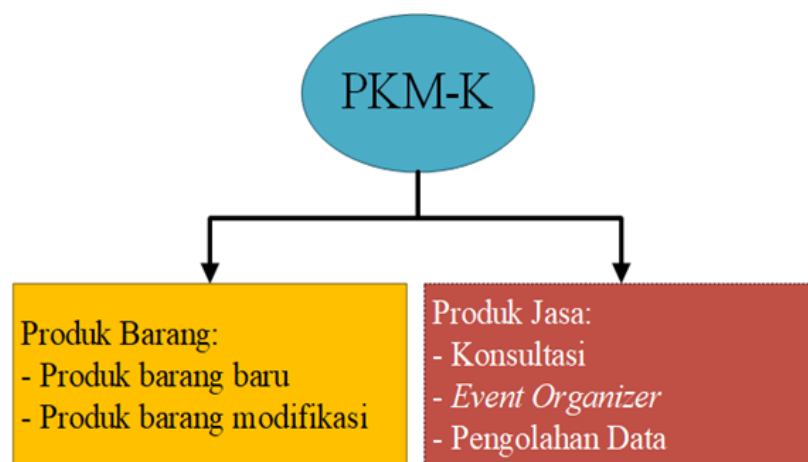 PKM-K
Produk Barang:
- Produk barang baru
- Produk barang modifikasi
Produk Jasa:
- Konsultasi
- Event Organizer
- Pengolahan Data